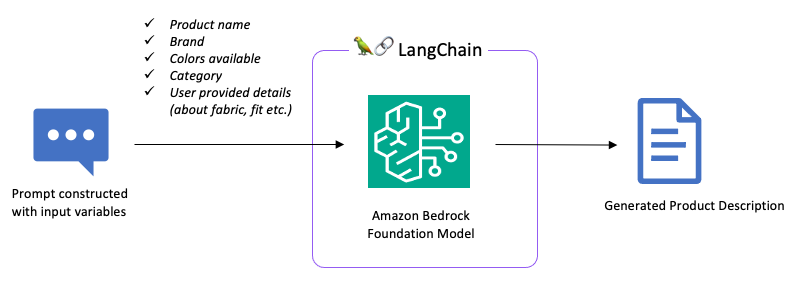 ✓ Product name
✓ Brand
✓ Colors available
✓ Category
✓ User provided details
(about fabric, fit etc.)
LangChain
Prompt constructed
with input variables
Amazon Bedrock
Foundation Model
Generated Product Description